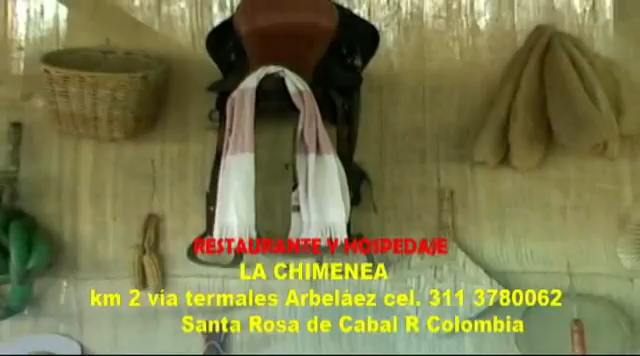 RESTAURANTE Y HOSPEDAJE
LA CHIMENEA
km 2 vía termales Arbeláez cel. 311 3780062
Santa Rosa de Cabal R Colombia